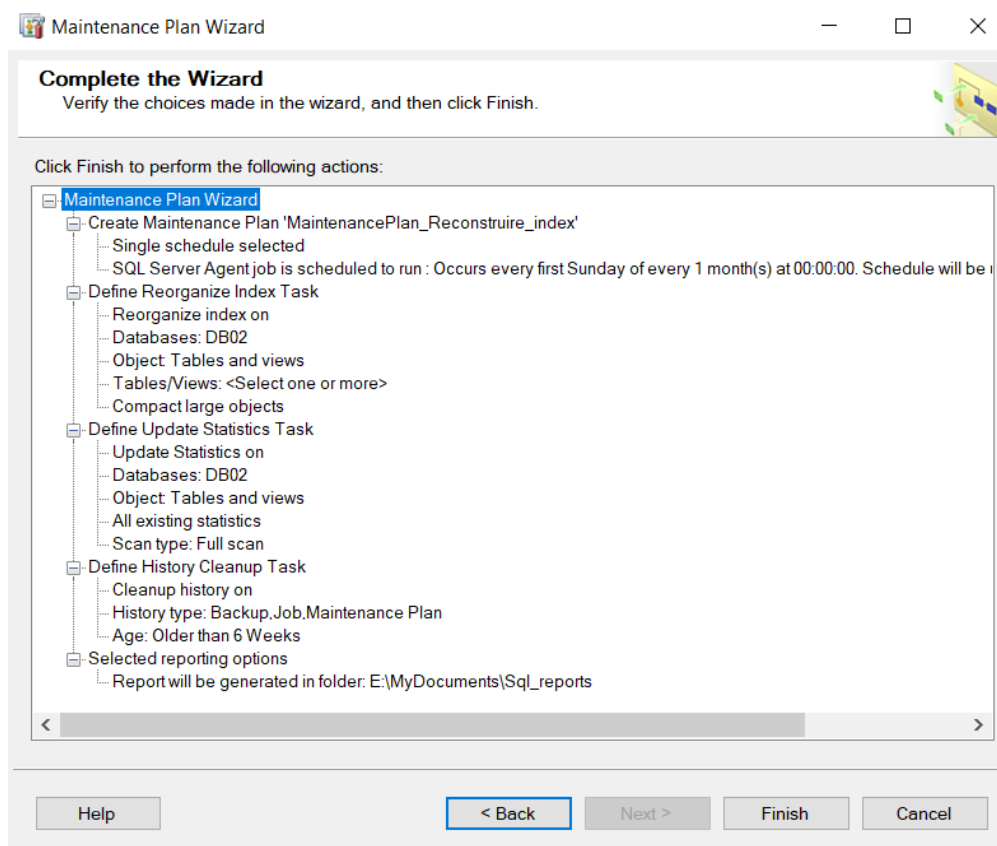 Maintenance Plan Wizard
Complete the Wizard
Verify the choices made in the wizard, and then click Finish.
Click Finish to perform the following actions:
Maintenance Plan Wizard
Create Maintenance Plan 'MaintenancePlan_Reconstruire_index'
Single schedule selected
SQL Server Agent job is scheduled to run : Occurs every first Sunday of every 1 month(s) at 00:00:00. Schedule will be
Define Reorganize Index Task
Reorganize index on
Databases: DB02
Object: Tables and views
Tables/Views: <Select one or more>
Compact large objects
Define Update Statistics Task
Update Statistics on
Databases: DB02
Object: Tables and views
All existing statistics
Scan type: Full scan
Define History Cleanup Task
Cleanup history on
History type: Backup,Job,Maintenance Plan
Age: Older than 6 Weeks
Selected reporting options
Report will be generated in folder: E:\MyDocuments\Sql_reports
Help
< Back
Next >
Finish
Cancel